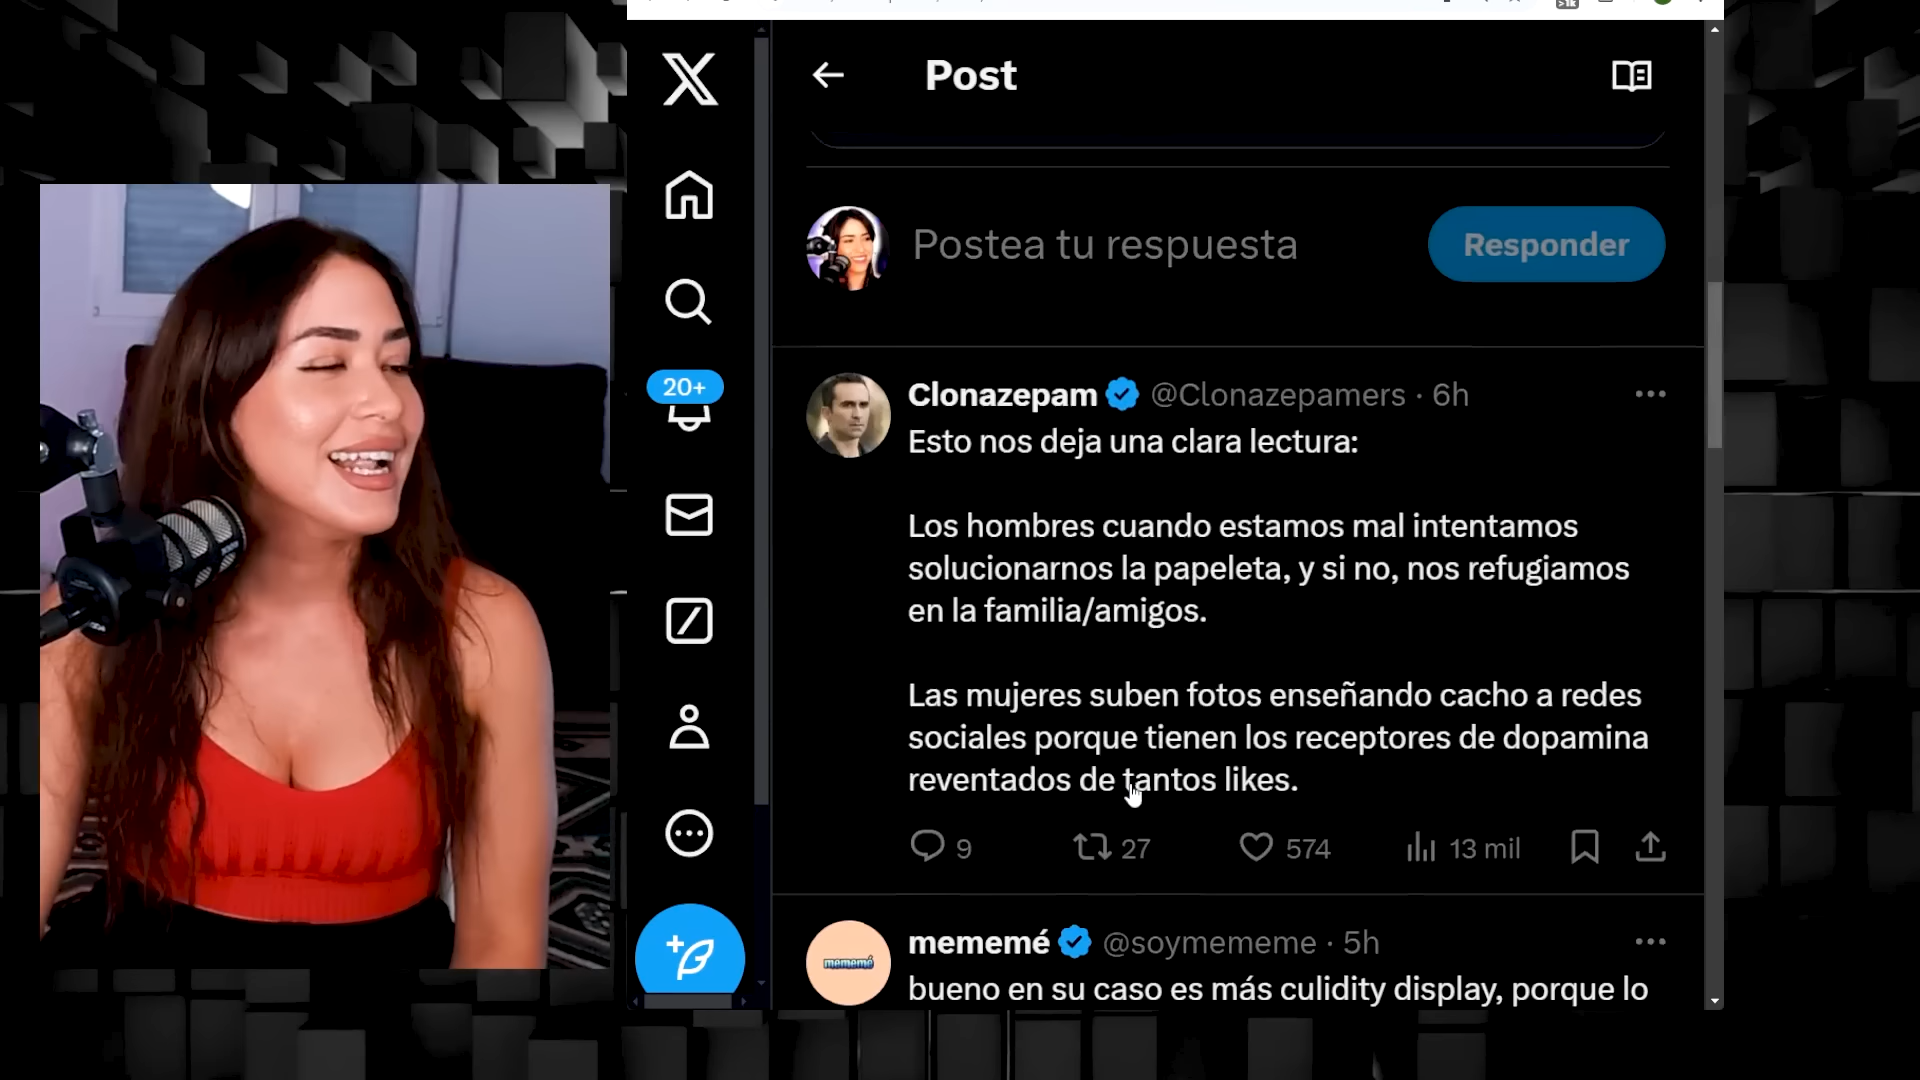 Post
Postea tu respuesta
Responder
20+
Clonazepam @Clonazepamers · 6h
Esto nos deja una clara lectura:
Los hombres cuando estamos mal intentamos
solucionarnos la papeleta, y si no, nos refugiamos
en la familia/amigos.
Las mujeres suben fotos enseñando cacho a redes
sociales porque tienen los receptores de dopamina
reventados de tantos likes.
9 27 574 13 mil
mememé @soymememe · 5h
mememé
bueno en su caso es más culidity display, porque lo